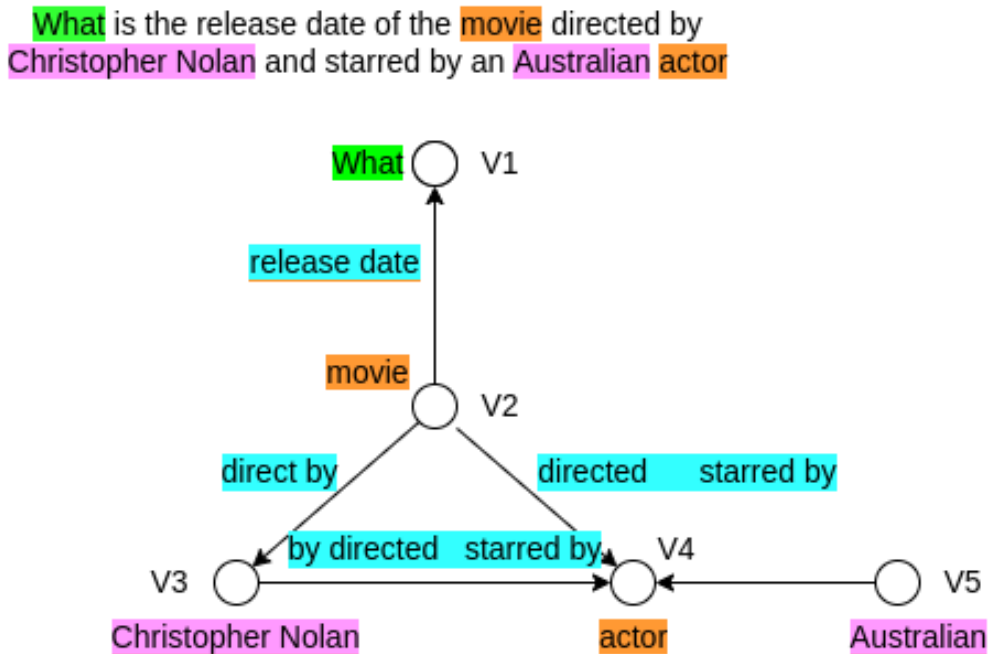 What is the release date of the movie directed by
Christopher Nolan and starred by an Australian actor
What V1
release date
movie
V2
direct by
directed starred by
by directed starred by
V4
V3
V5
Christopher Nolan
actor
Australian